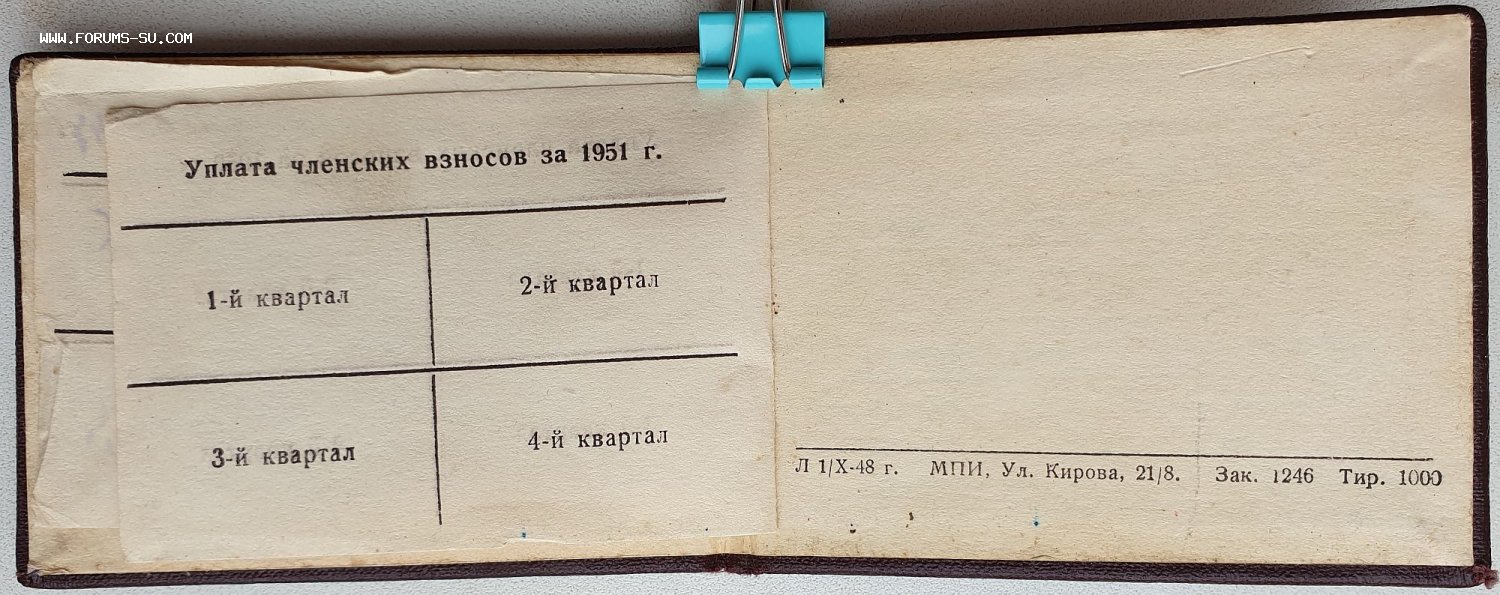 WWW.FORUMS-SU.COM
Уплата членских взносов за 1951 г.
1-й квартал
2-й квартал
3-й квартал
4-й квартал
Л 1/X-48 г. МПИ, Ул. Кирова, 21/8. Зак. 1246 Тир. 1000